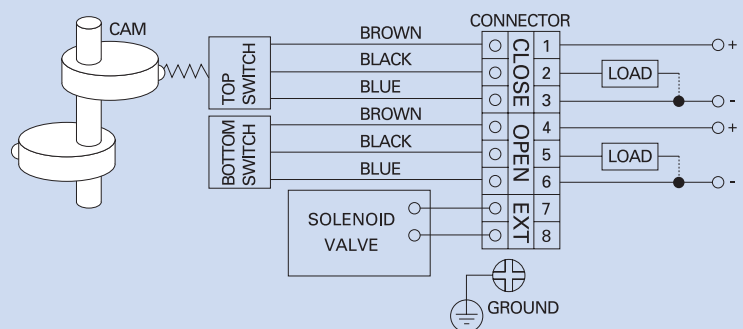 CONNECTOR
CAM
TOP
SWITCH
BROWN
BLACK
BLUE
CLOSE
1
2
3
LOAD
+
-
BOTTOM
SWITCH
BROWN
BLACK
BLUE
OPEN
4
5
6
LOAD
+
-
SOLENOID
VALVE
EXT
7
8
GROUND